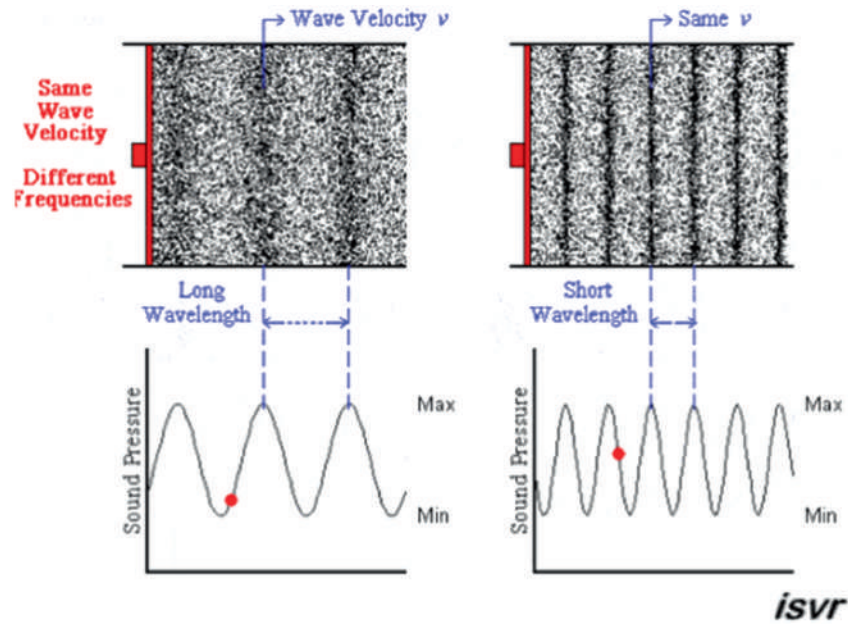 Wave Velocity v
Same v
Same
Wave
Velocity
Different
Frequencies
Long
Wavelength
Short
Wavelength
Sound Pressure
Max
Min
Sound Pressure
Max
Min
isvr